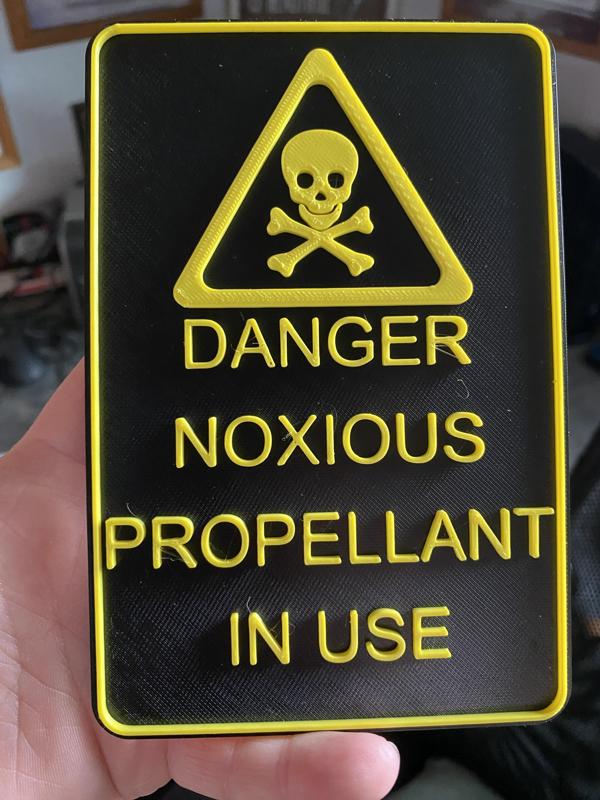 DANGER
NOXIOUS
PROPELLANT
IN USE